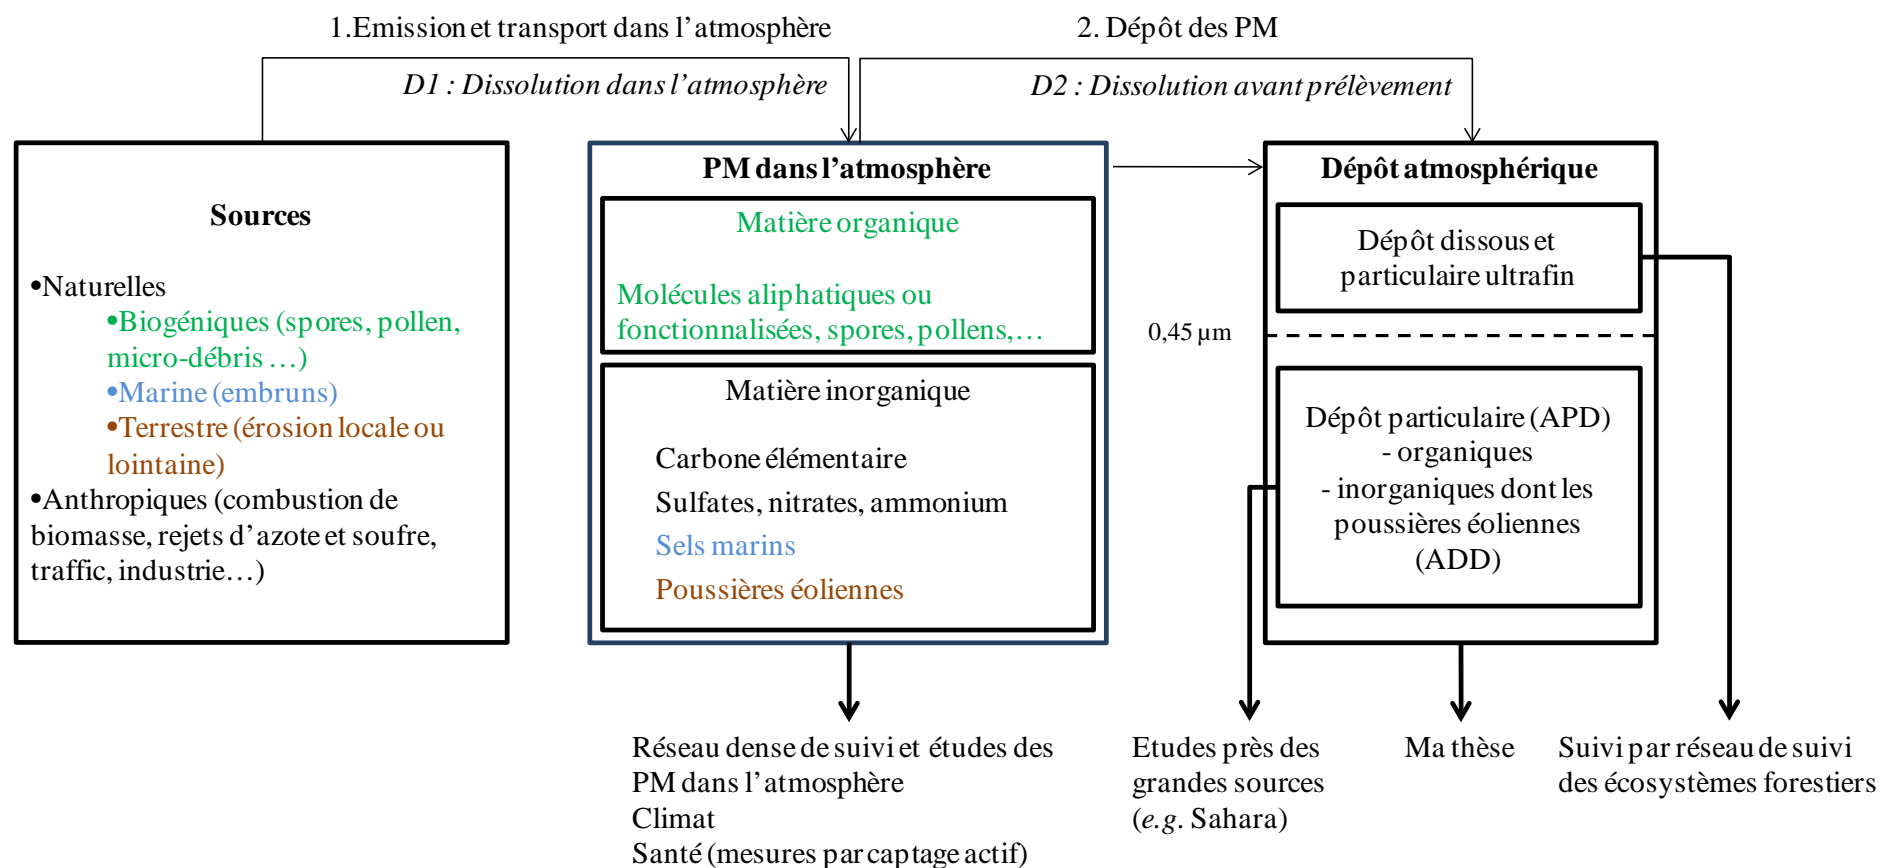 1.Emission et transport dans l’atmosphère
2. Dépôt des PM
D1 : Dissolution dans l’atmosphère
D2 : Dissolution avant prélèvement
Sources
•Naturelles
•Biogéniques (spores, pollen,
micro-débris …)
•Marine (embruns)
•Terrestre (érosion locale ou
lointaine)
•Anthropiques (combustion de
biomasse, rejets d’azote et soufre,
traffic, industrie…)
PM dans l’atmosphère
Matière organique
Molécules aliphatiques ou
fonctionnalisées, spores, pollens,…
Matière inorganique
Carbone élémentaire
Sulfates, nitrates, ammonium
Sels marins
Poussières éoliennes
Dépôt atmosphérique
Dépôt dissous et
particulaire ultrafin
0,45 µm
Dépôt particulaire (APD)
- organiques
- inorganiques dont les
poussières éoliennes
(ADD)
Réseau dense de suivi et études des
PM dans l’atmosphère
Climat
Santé (mesures par captage actif)
Etudes près des
grandes sources
(e.g. Sahara)
Ma thèse
Suivi par réseau de suivi
des écosystèmes forestiers